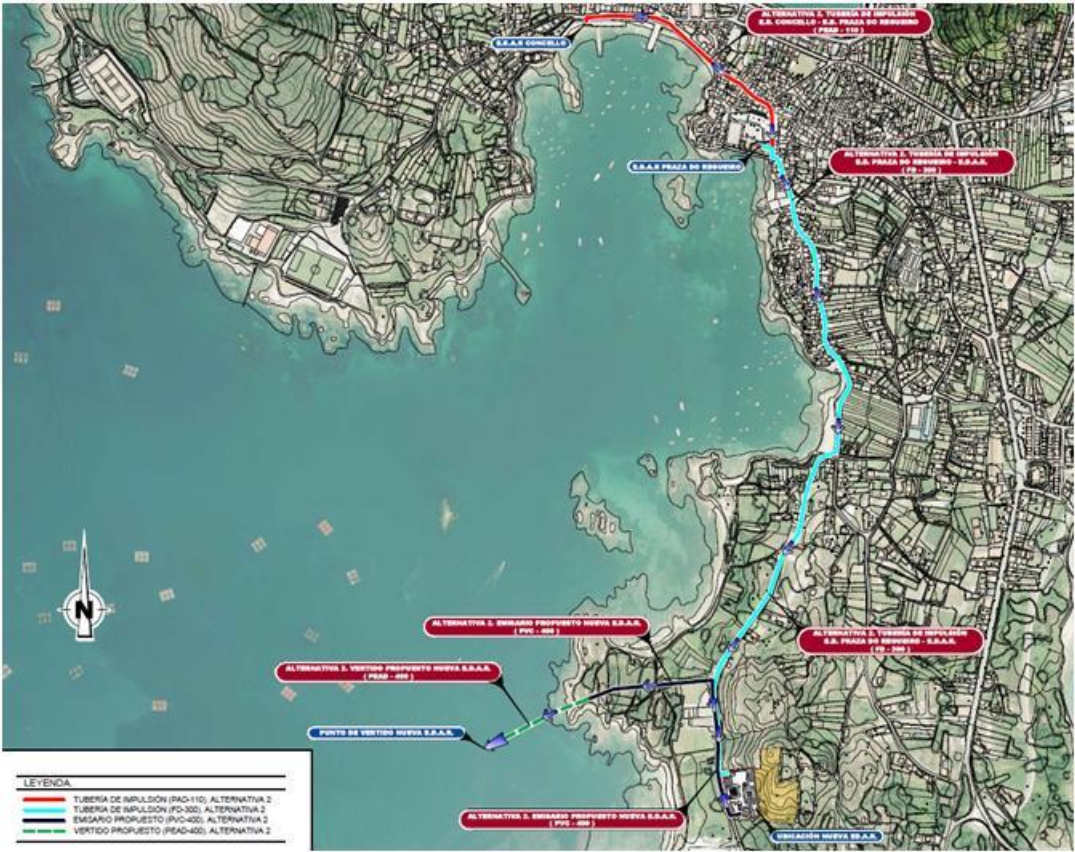 ALTERNATIVA 2. TUBERÍA DE IMPULSIÓN
E.B. CONCELLO - E.B. PRAZA DO REGUEIRO
( PEAD - 110 )
E.B.A.R CONCELLO
E.B.A.R PRAZA DO REGUEIRO
ALTERNATIVA 2. TUBERÍA DE IMPULSIÓN
E.B. PRAZA DO REGUEIRO - E.D.A.R.
( FD - 300 )
N
ALTERNATIVA 2. EMISARIO PROPUESTO NUEVA E.D.A.R.
( PVC - 400 )
ALTERNATIVA 2. TUBERÍA DE IMPULSIÓN
E.B. PRAZA DO REGUEIRO - E.D.A.R.
( FD - 300 )
ALTERNATIVA 2. VERTIDO PROPUESTO NUEVA E.D.A.R.
( PEAD - 400 )
PUNTO DE VERTIDO NUEVA E.D.A.R.
ALTERNATIVA 2. EMISARIO PROPUESTO NUEVA E.D.A.R.
( PVC - 400 )
UBICACIÓN NUEVA ED.A.R.
LEYENDA
TUBERÍA DE IMPULSIÓN (PAD-110), ALTERNATIVA 2
TUBERÍA DE IMPULSIÓN (FD-300), ALTERNATIVA 2
EMISARIO PROPUESTO (PVC-400), ALTERNATIVA 2
VERTIDO PROPUESTO (PEAD-400), ALTERNATIVA 2